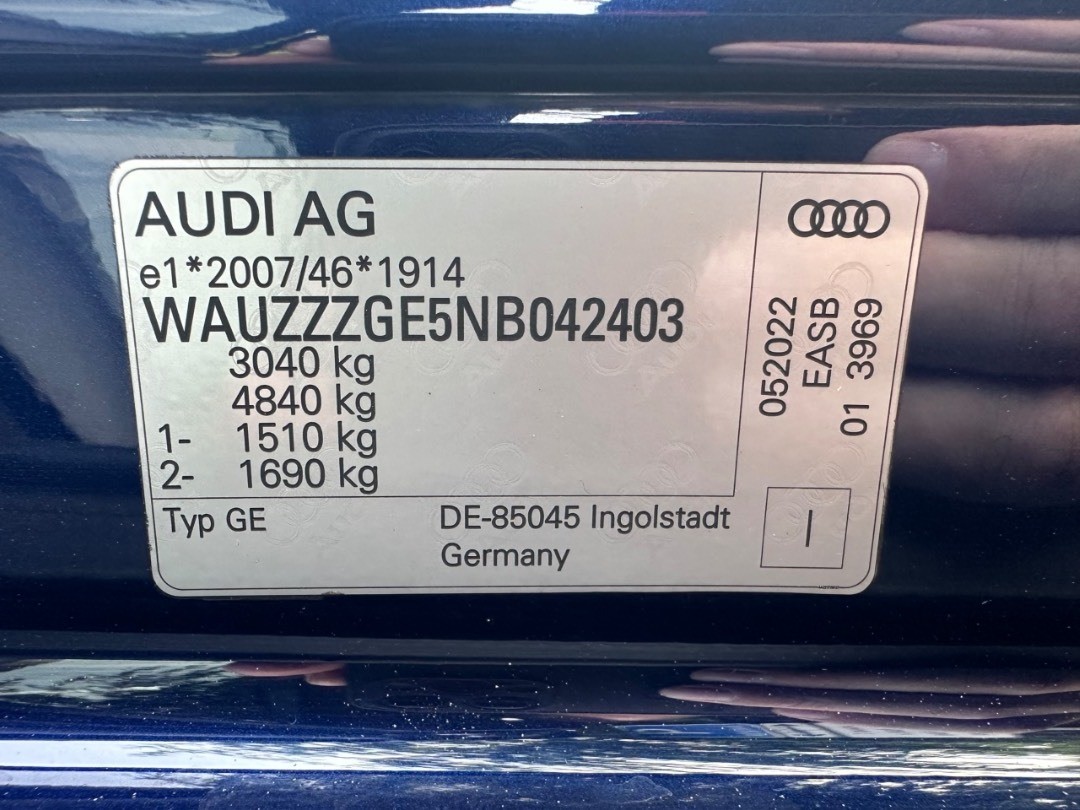 AUDI AG
e1*2007/46*1914
WAUZZZGE5NB042403
3040 kg
4840 kg
1- 1510 kg
2- 1690 kg
Typ GE
DE-85045 Ingolstadt
Germany
052022
EASB
01 3969
I